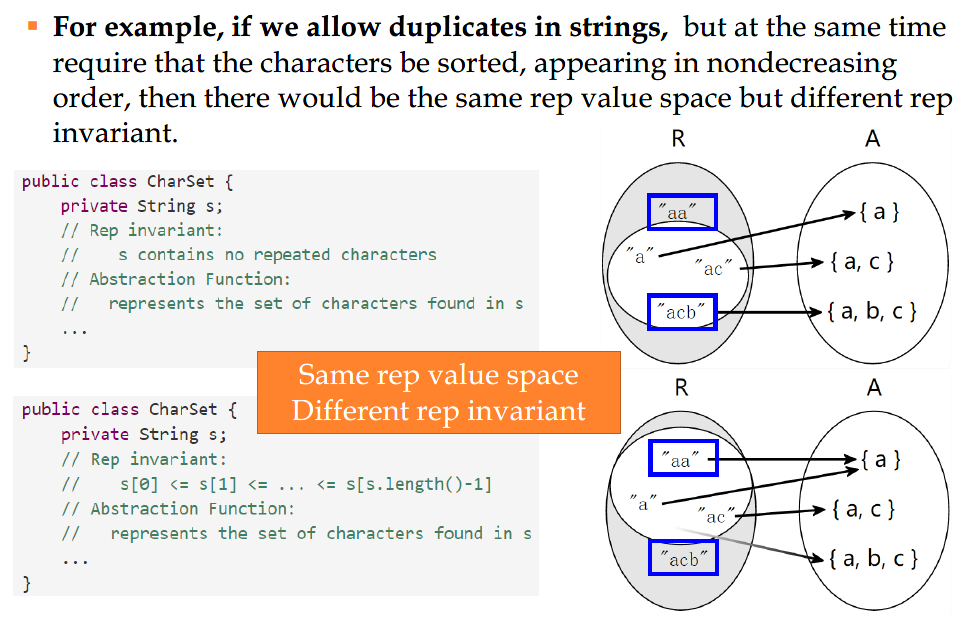 For example, if we allow duplicates in strings, but at the same time
require that the characters be sorted, appearing in nondecreasing
order, then there would be the same rep value space but different rep
invariant.
public class CharSet {
    private String s;
    // Rep invariant:
    //   s contains no repeated characters
    // Abstraction Function:
    //   represents the set of characters found in s
    ...
}
R
A
"aa"
"a"
"ac"
"acb"
{ a }
{ a, c }
{ a, b, c }
Same rep value space
Different rep invariant
public class CharSet {
    private String s;
    // Rep invariant:
    //   s[0] <= s[1] <= ... <= s[s.length()-1]
    // Abstraction Function:
    //   represents the set of characters found in s
    ...
}
R
A
"aa"
"a"
"ac"
"acb"
{ a }
{ a, c }
{ a, b, c }